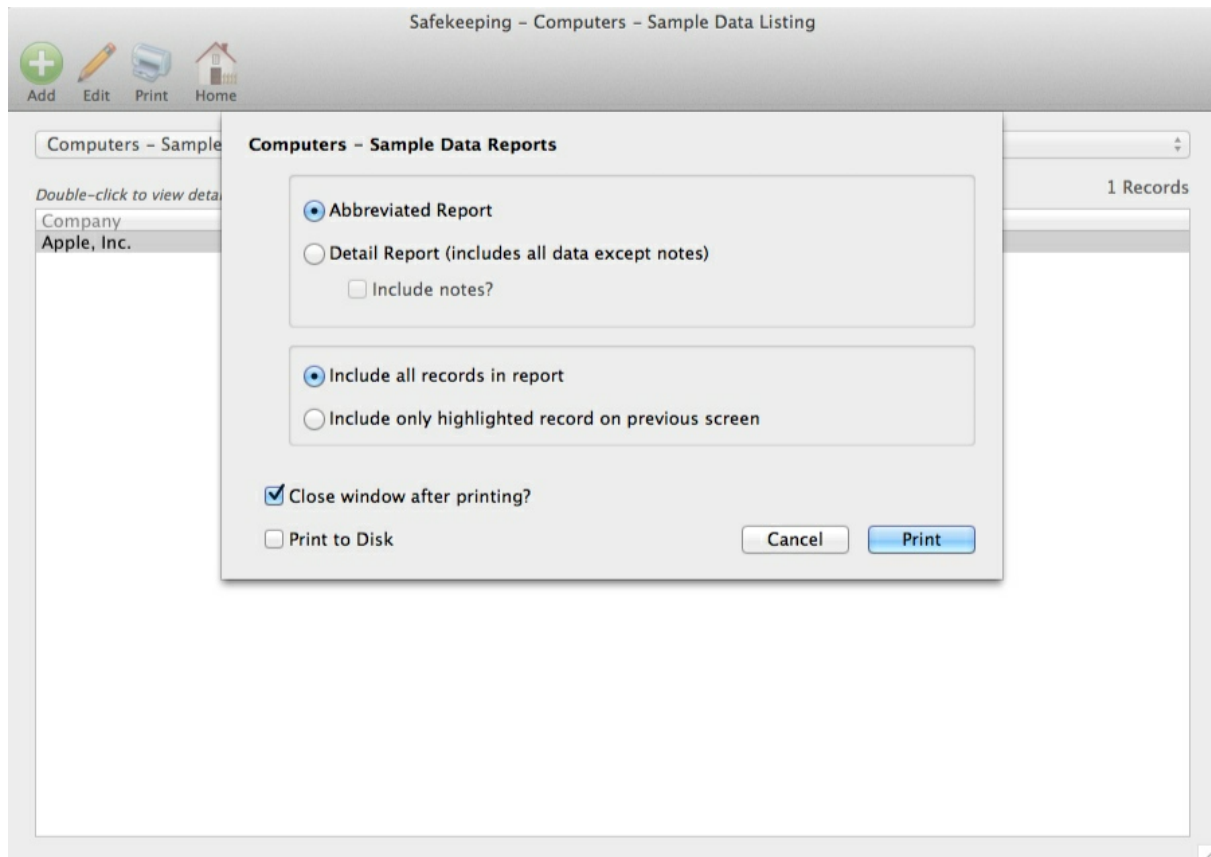 Safekeeping – Computers – Sample Data Listing
Add Edit Print Home
Computers – Sample
Double-click to view detai
1 Records
Company
Apple, Inc.
Computers – Sample Data Reports
Abbreviated Report
Detail Report (includes all data except notes)
Include notes?
Include all records in report
Include only highlighted record on previous screen
Close window after printing?
Print to Disk
Cancel Print